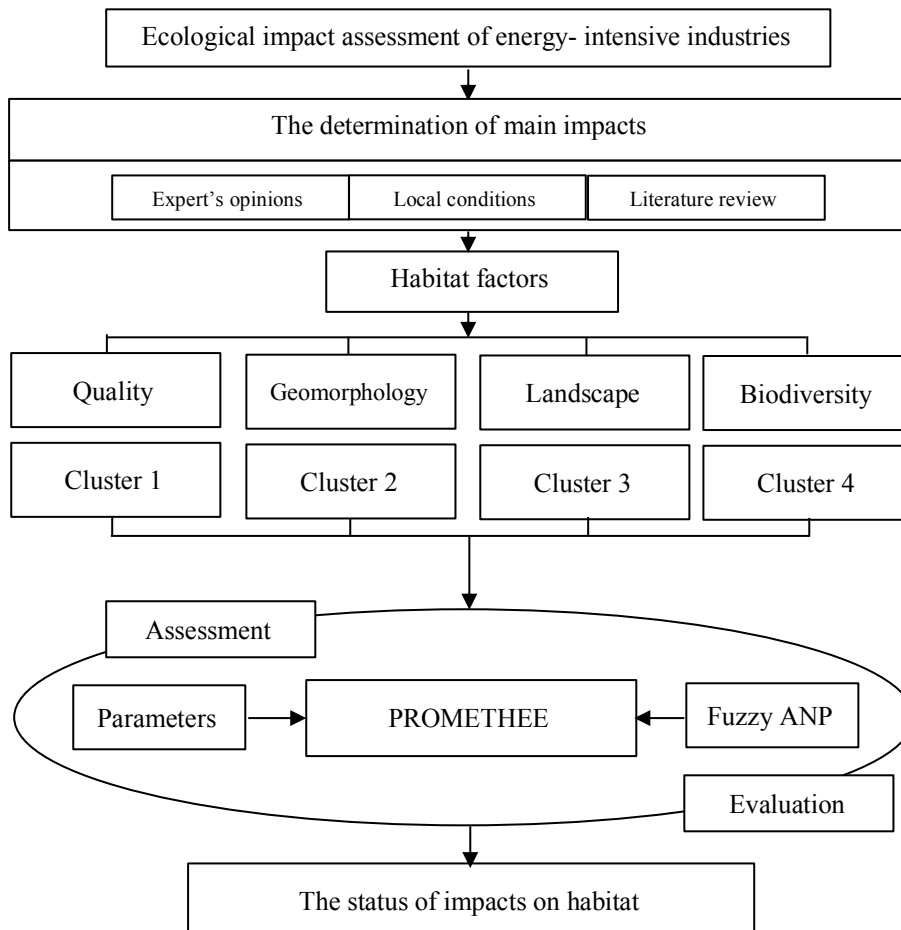 Ecological impact assessment of energy- intensive industries
The determination of main impacts
Expert’s opinions
Local conditions
Literature review
Habitat factors
Quality
Geomorphology
Landscape
Biodiversity
Cluster 1
Cluster 2
Cluster 3
Cluster 4
Assessment
Parameters
PROMETHEE
Fuzzy ANP
Evaluation
The status of impacts on habitat